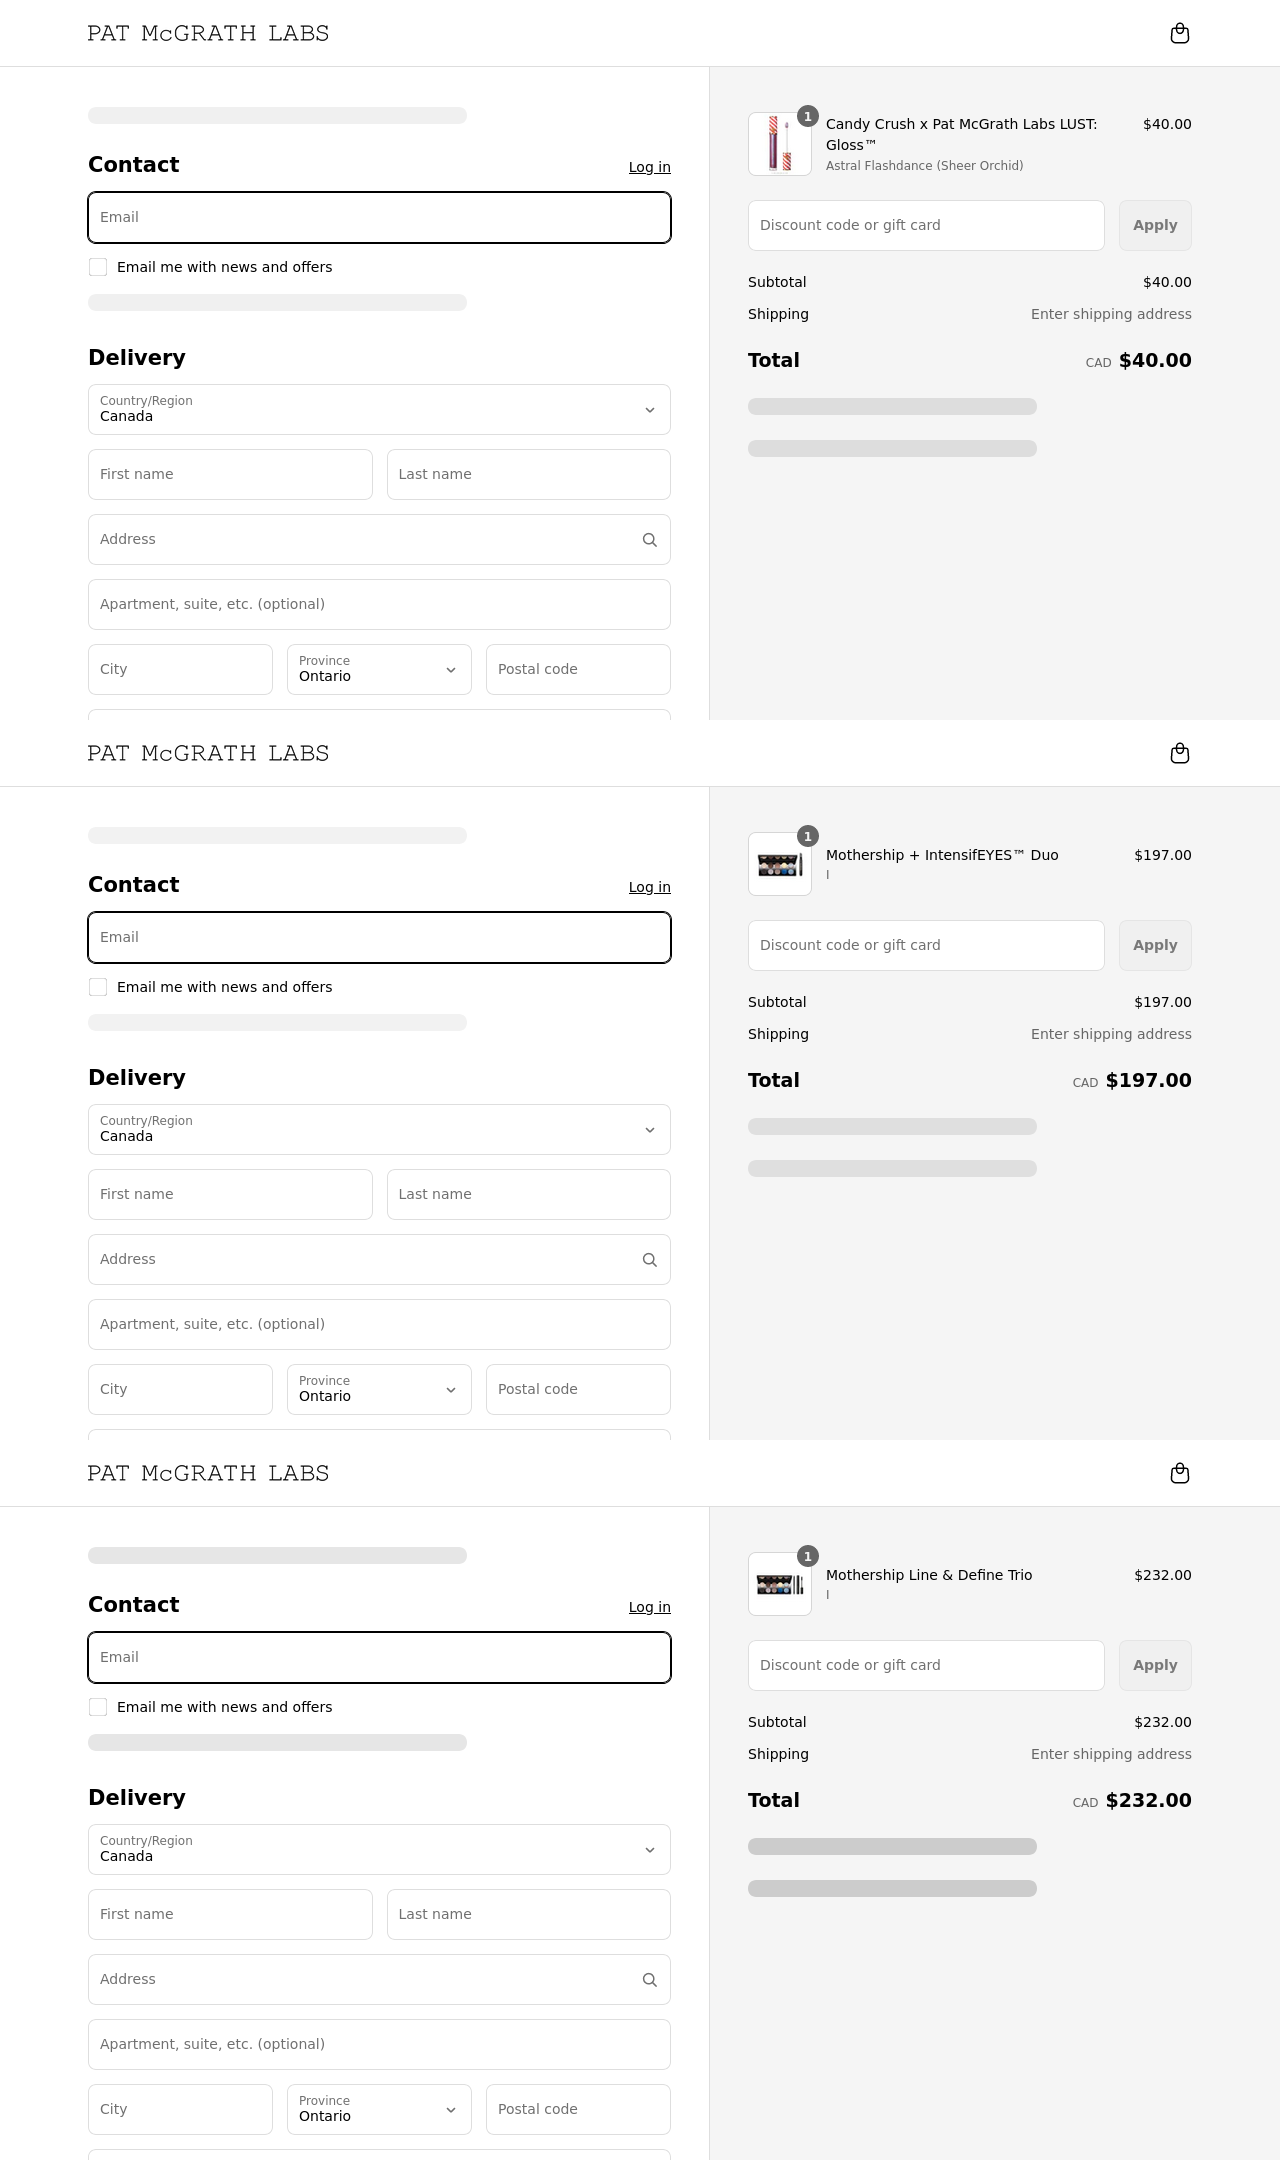 PAT McGRATH LABS
Contact
Log in
Email
Email me with news and offers
Delivery
Country/Region
Canada
First name
Last name
Address
Apartment, suite, etc. (optional)
City
Province
Ontario
Postal code
1
Candy Crush x Pat McGrath Labs LUST:
Gloss™
Astral Flashdance (Sheer Orchid)
$40.00
Discount code or gift card
Apply
Subtotal
$40.00
Shipping
Enter shipping address
Total
CAD $40.00
PAT McGRATH LABS
Contact
Log in
Email
Email me with news and offers
Delivery
Country/Region
Canada
First name
Last name
Address
Apartment, suite, etc. (optional)
City
Province
Ontario
Postal code
1
Mothership + IntensifEYES™ Duo
I
$197.00
Discount code or gift card
Apply
Subtotal
$197.00
Shipping
Enter shipping address
Total
CAD $197.00
PAT McGRATH LABS
Contact
Log in
Email
Email me with news and offers
Delivery
Country/Region
Canada
First name
Last name
Address
Apartment, suite, etc. (optional)
City
Province
Ontario
Postal code
1
Mothership Line & Define Trio
I
$232.00
Discount code or gift card
Apply
Subtotal
$232.00
Shipping
Enter shipping address
Total
CAD $232.00